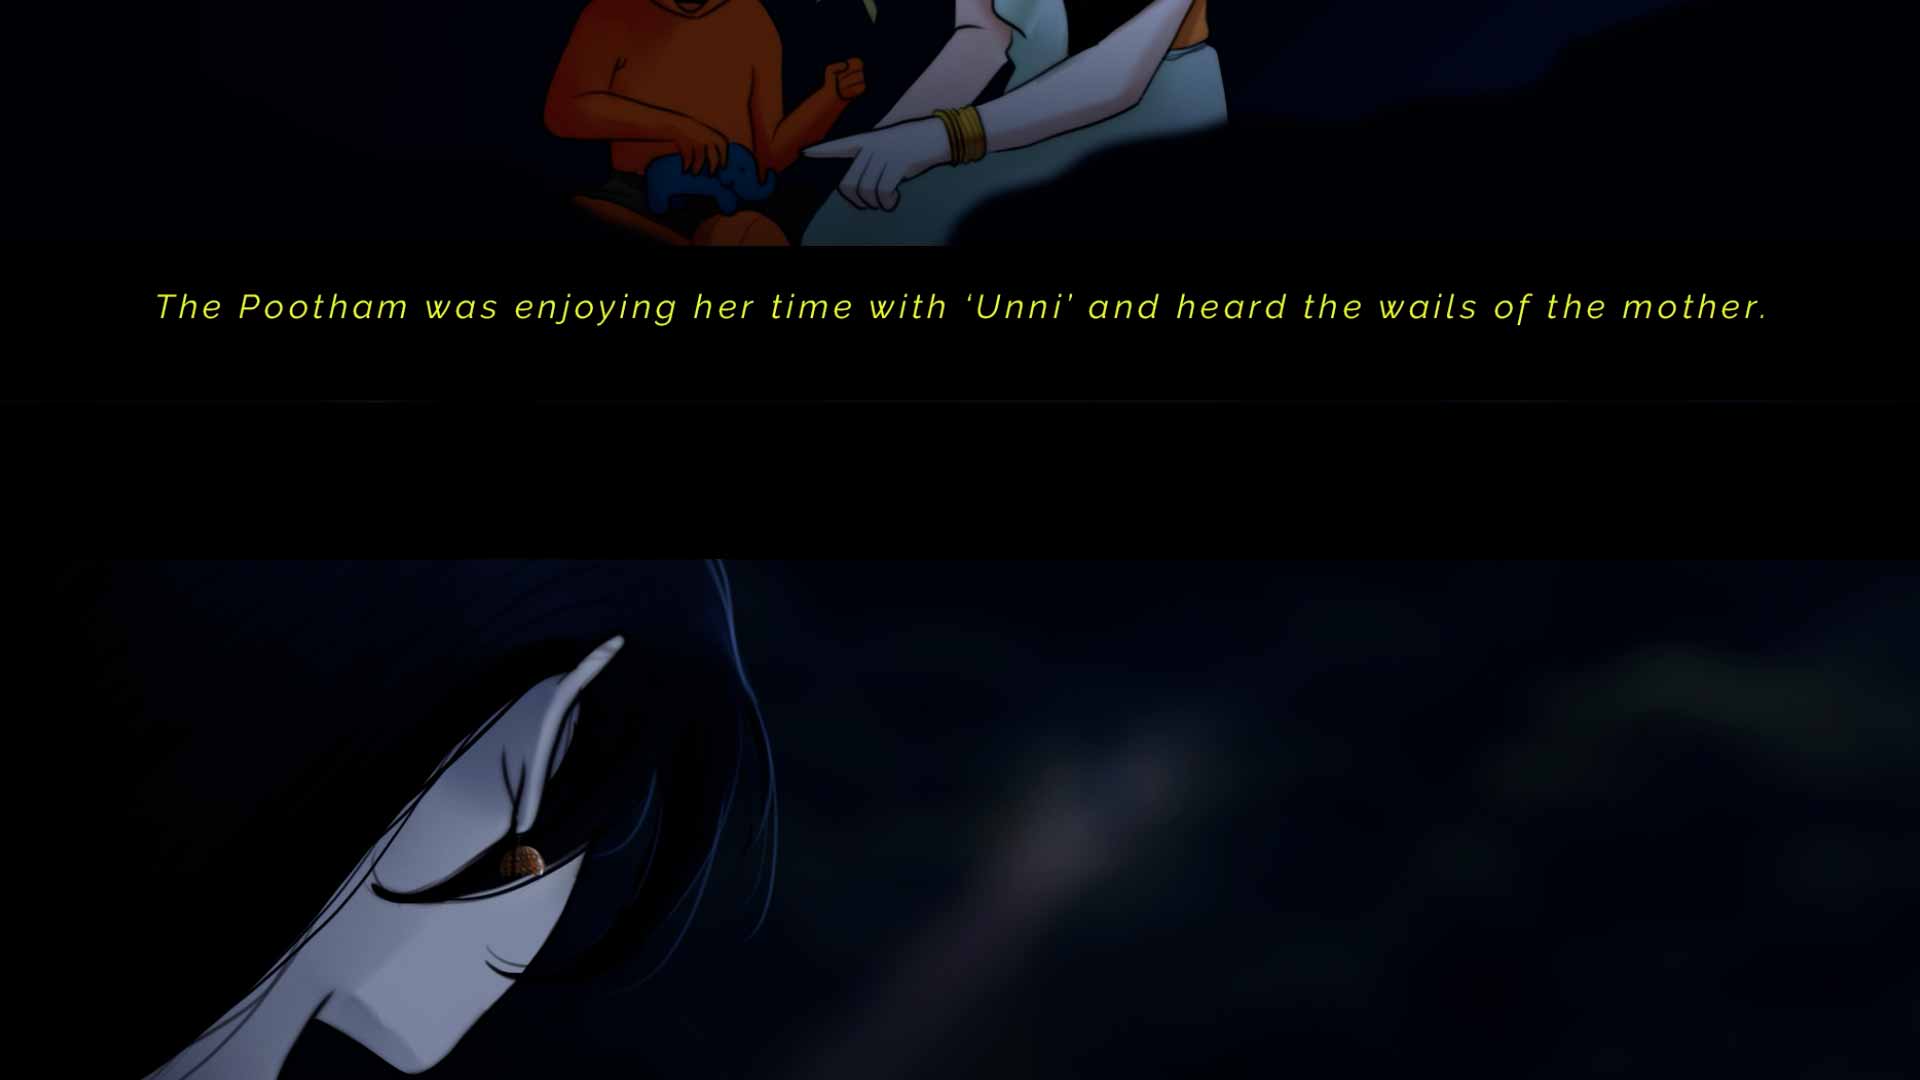 The Pootham was enjoying her time with ‘Unni’ and heard the wails of the mother.